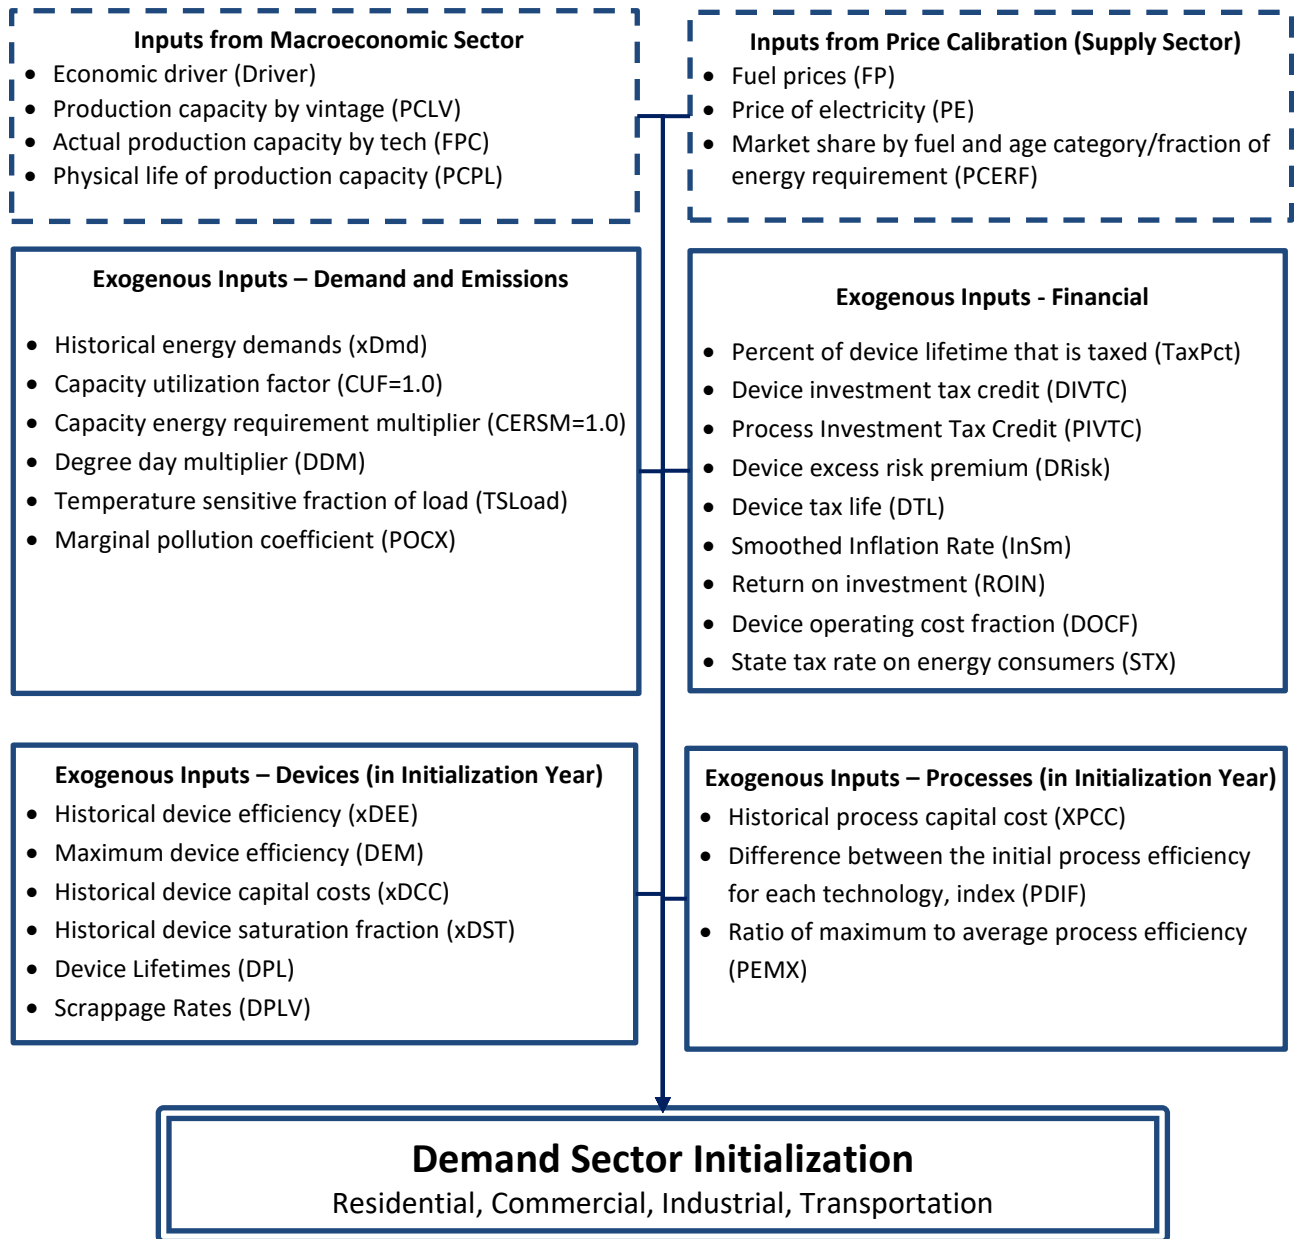 Inputs from Macroeconomic Sector
• Economic driver (Driver)
• Production capacity by vintage (PCLV)
• Actual production capacity by tech (FPC)
• Physical life of production capacity (PCPL)
Inputs from Price Calibration (Supply Sector)
• Fuel prices (FP)
• Price of electricity (PE)
• Market share by fuel and age category/fraction of
energy requirement (PCERF)
Exogenous Inputs – Demand and Emissions
• Historical energy demands (xDmd)
• Capacity utilization factor (CUF=1.0)
• Capacity energy requirement multiplier (CERSM=1.0)
• Degree day multiplier (DDM)
• Temperature sensitive fraction of load (TSLoad)
• Marginal pollution coefficient (POCX)
Exogenous Inputs - Financial
• Percent of device lifetime that is taxed (TaxPct)
• Device investment tax credit (DIVTC)
• Process Investment Tax Credit (PIVTC)
• Device excess risk premium (DRisk)
• Device tax life (DTL)
• Smoothed Inflation Rate (InSm)
• Return on investment (ROIN)
• Device operating cost fraction (DOCF)
• State tax rate on energy consumers (STX)
Exogenous Inputs – Devices (in Initialization Year)
• Historical device efficiency (xDEE)
• Maximum device efficiency (DEM)
• Historical device capital costs (xDCC)
• Historical device saturation fraction (xDST)
• Device Lifetimes (DPL)
• Scrappage Rates (DPLV)
Exogenous Inputs – Processes (in Initialization Year)
• Historical process capital cost (XPCC)
• Difference between the initial process efficiency
for each technology, index (PDIF)
• Ratio of maximum to average process efficiency
(PEMX)
Demand Sector Initialization
Residential, Commercial, Industrial, Transportation